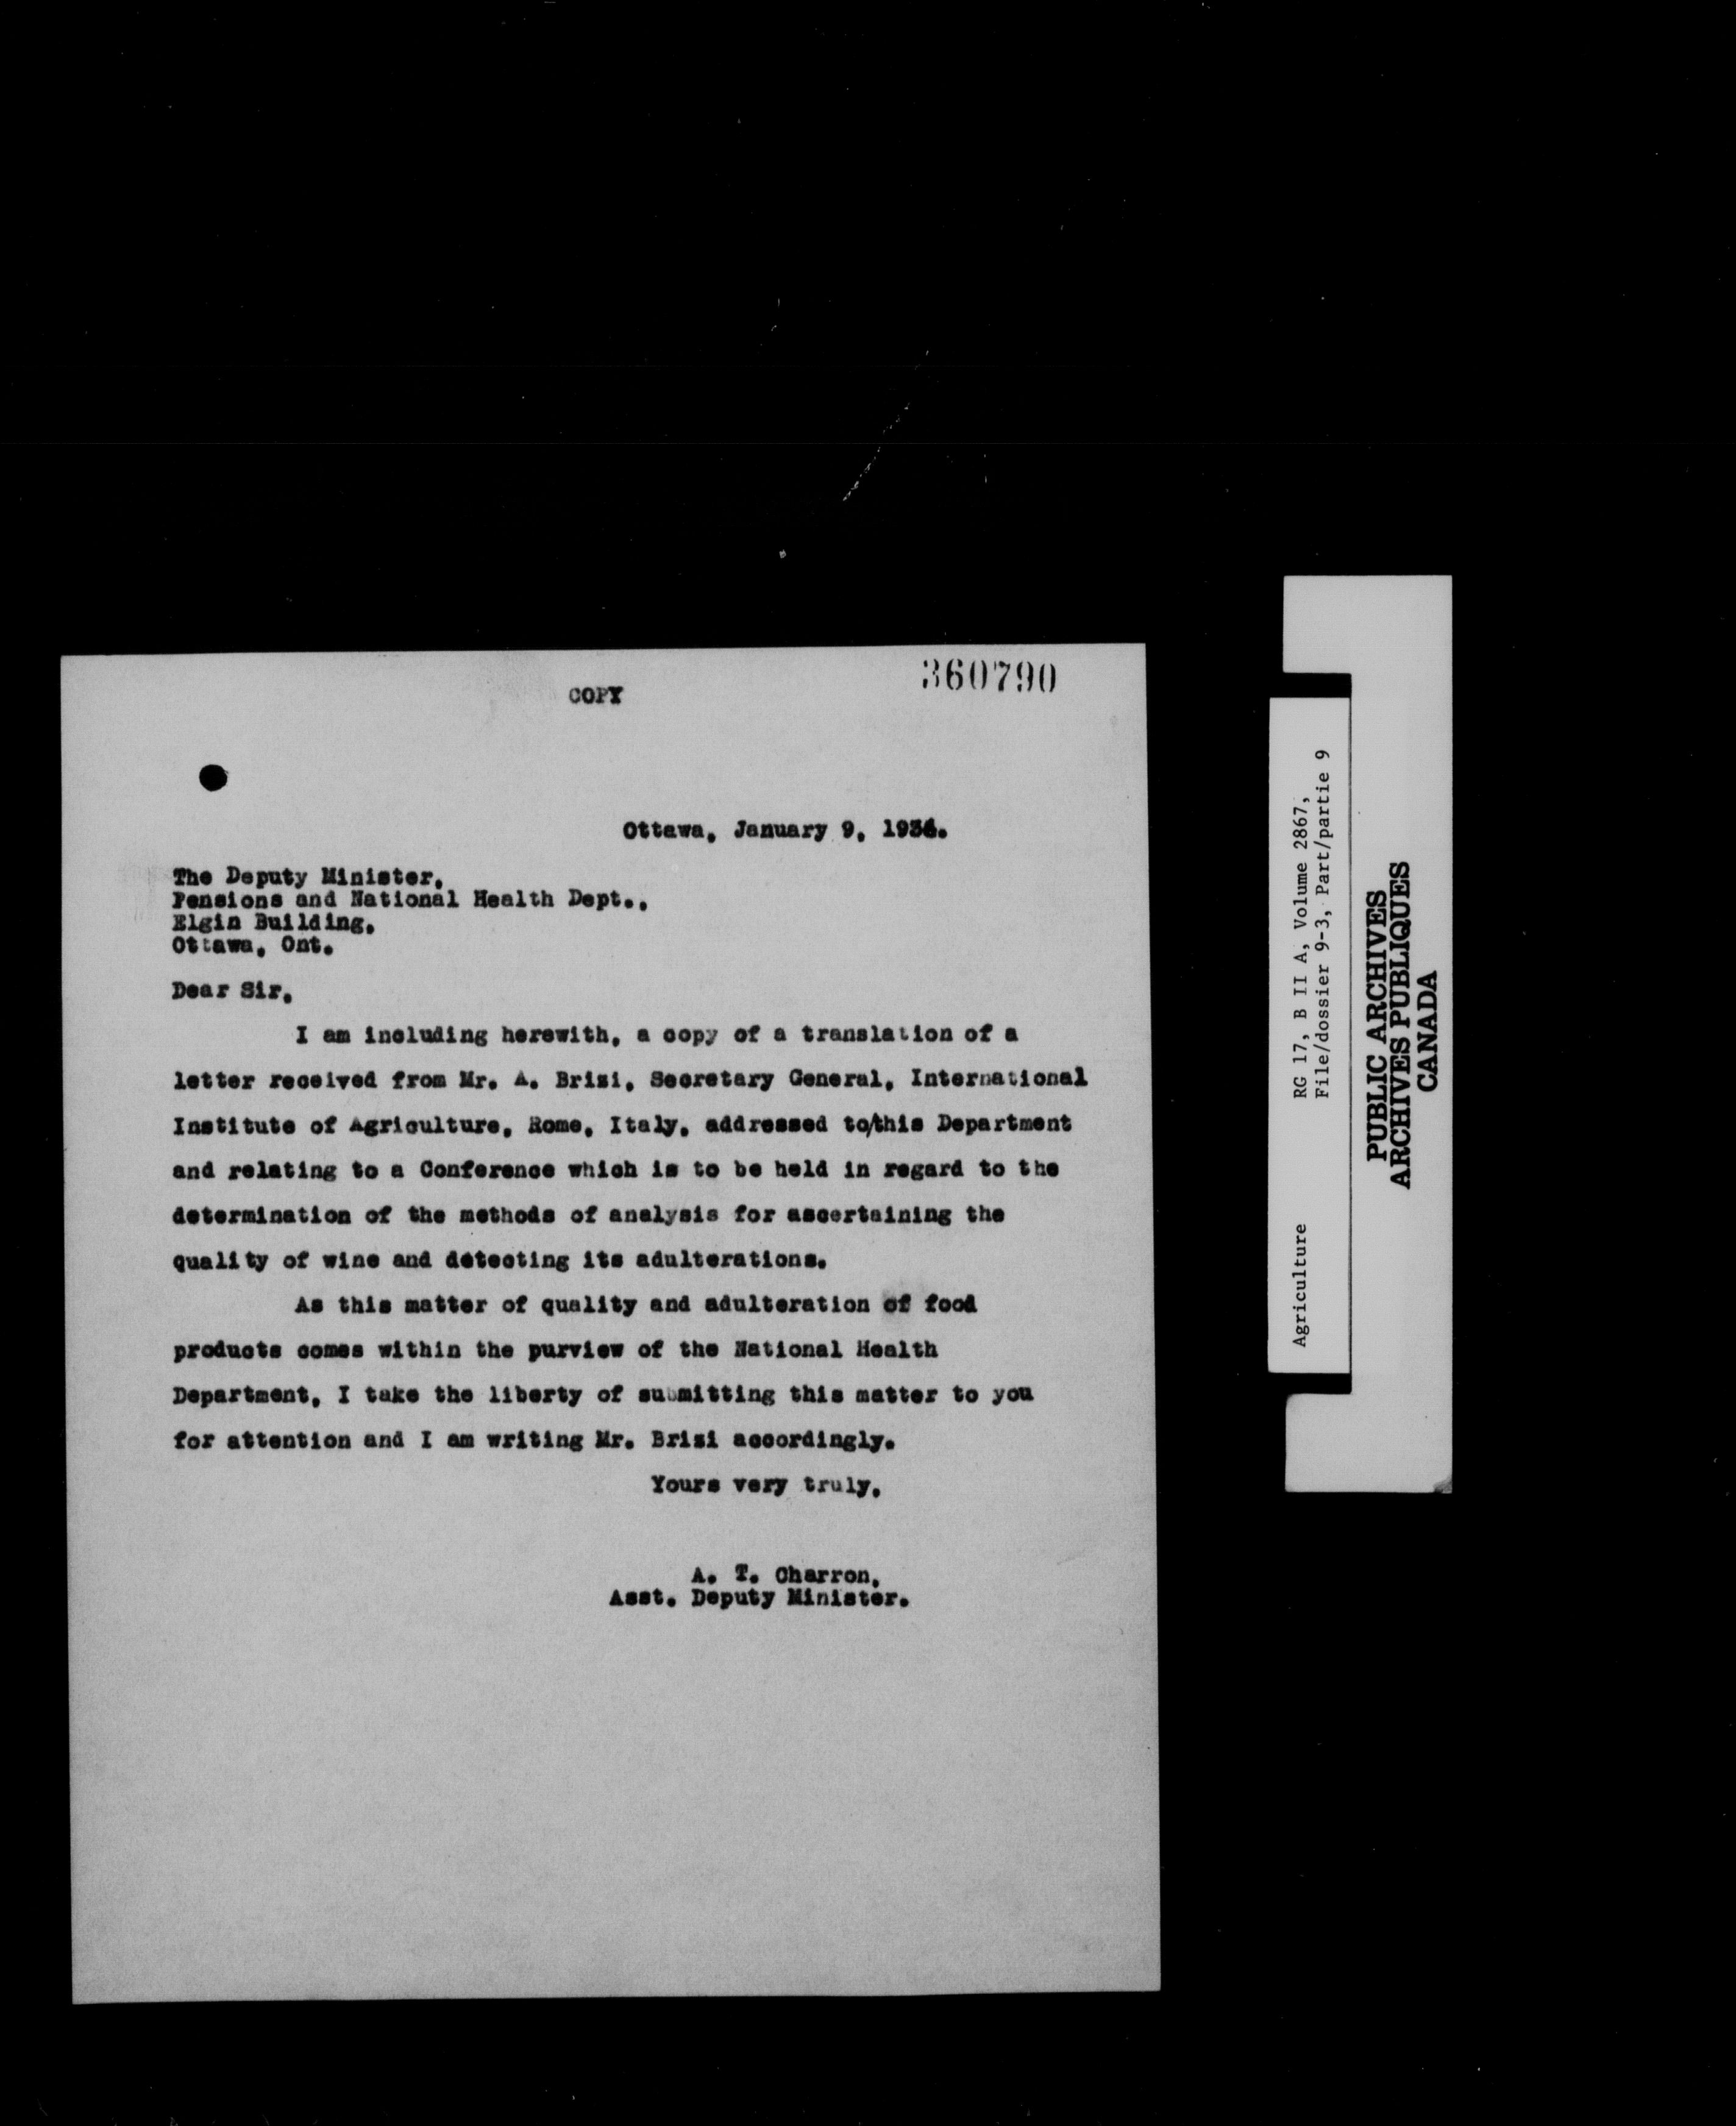 360790
COPY
Ottawa, January 9, 1934.
The Deputy Minister,
Pensions and National Health Dept.,
Elgin Building,
Ottawa, Ont.
Dear Sir,
I am including herewith, a copy of a translation of a
letter received from Mr. A. Brizi, Secretary General, International
Institute of Agriculture, Rome, Italy, addressed to/this Department
and relating to a Conference which is to be held in regard to the
determination of the methods of analysis for ascertaining the
quality of wine and detecting its adulterations.
As this matter of quality and adulteration of food
products comes within the purview of the National Health
Department, I take the liberty of submitting this matter to you
for attention and I am writing Mr. Brizi accordingly.
Yours very truly,
A. T. Charron,
Asst. Deputy Minister.
Agriculture RG 17, B II A, Volume 2867,
File/dossier 9-3, Part/partie 9
PUBLIC ARCHIVES
ARCHIVES PUBLIQUES
CANADA